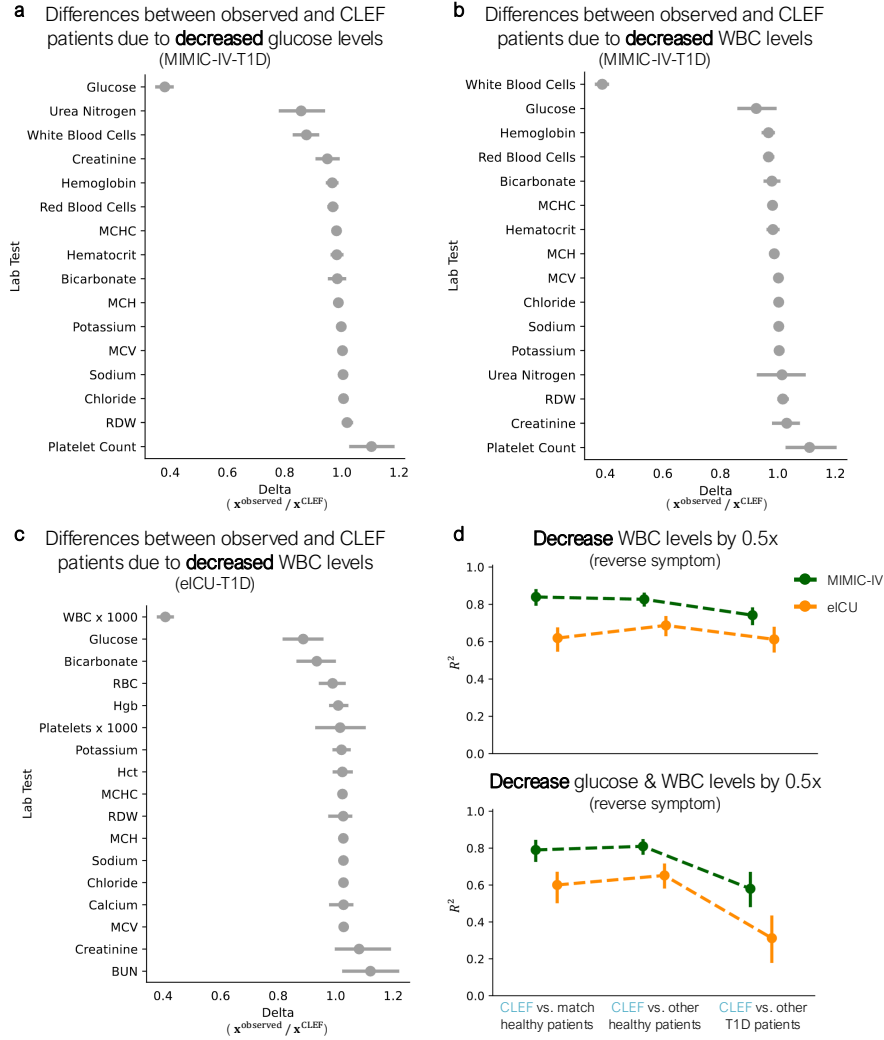 a
Differences between observed and CLEF
patients due to decreased glucose levels
(MIMIC-IV-T1D)
Lab Test
Glucose
Urea Nitrogen
White Blood Cells
Creatinine
Hemoglobin
Red Blood Cells
MCHC
Hematocrit
Bicarbonate
MCH
Potassium
MCV
Sodium
Chloride
RDW
Platelet Count
0.4 0.6 0.8 1.0 1.2
Delta
( x^observed / x^CLEF)
b
Differences between observed and CLEF
patients due to decreased WBC levels
(MIMIC-IV-T1D)
Lab Test
White Blood Cells
Glucose
Hemoglobin
Red Blood Cells
Bicarbonate
MCHC
Hematocrit
MCH
MCV
Chloride
Sodium
Potassium
Urea Nitrogen
RDW
Creatinine
Platelet Count
0.4 0.6 0.8 1.0 1.2
Delta
( x^observed / x^CLEF)
c
Differences between observed and CLEF
patients due to decreased WBC levels
(eICU-T1D)
Lab Test
WBC x 1000
Glucose
Bicarbonate
RBC
Hgb
Platelets x 1000
Potassium
Hct
MCHC
RDW
MCH
Sodium
Chloride
Calcium
MCV
Creatinine
BUN
0.4 0.6 0.8 1.0 1.2
Delta
( x^observed / x^CLEF)
d
Decrease WBC levels by 0.5x
(reverse symptom)
MIMIC-IV
eICU
R²
1.0
0.8
0.6
0.4
0.2
0.0
Decrease glucose & WBC levels by 0.5x
(reverse symptom)
R²
1.0
0.8
0.6
0.4
0.2
0.0
CLEF vs. match
healthy patients
CLEF vs. other
healthy patients
CLEF vs. other
T1D patients